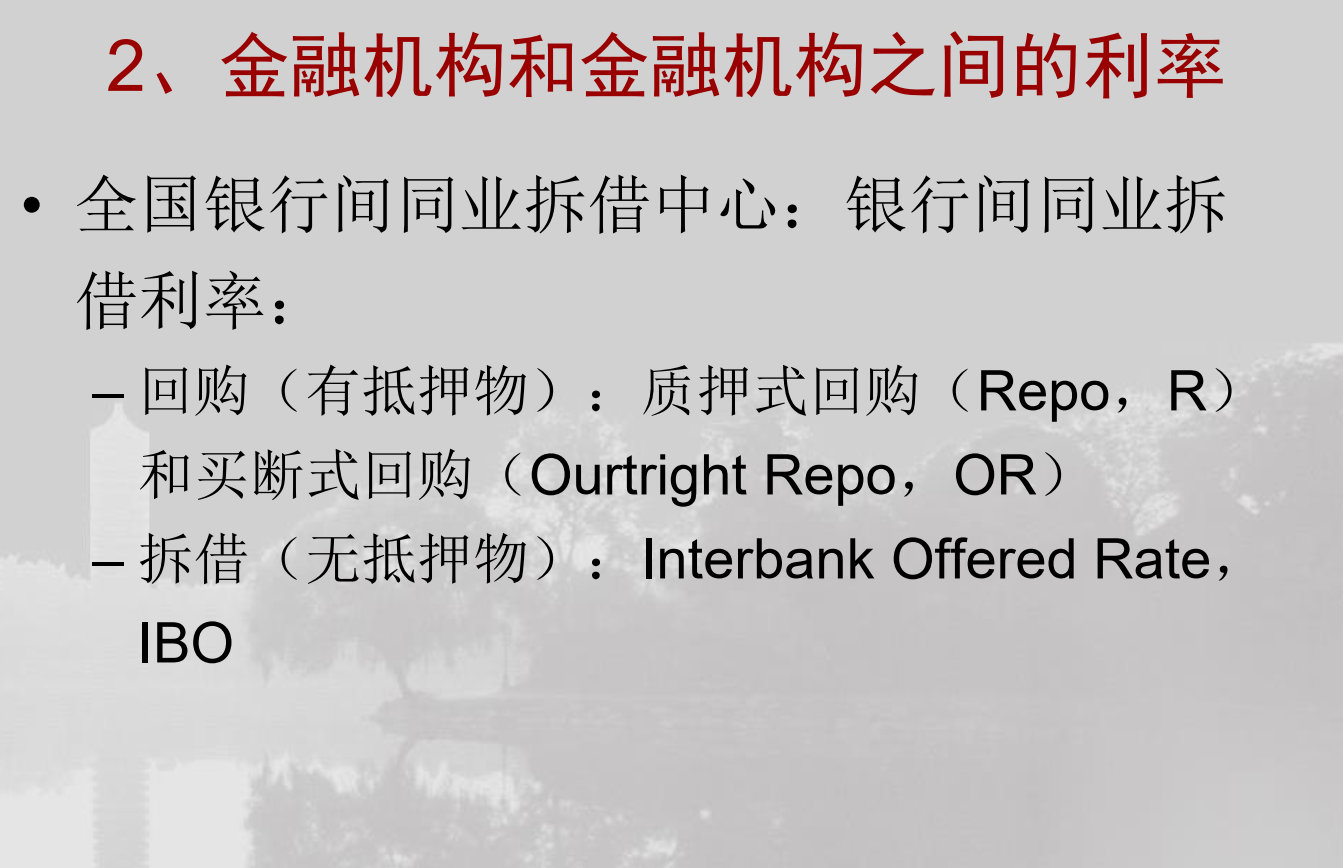 2、金融机构和金融机构之间的利率
• 全国银行间同业拆借中心：银行间同业拆
借利率：
– 回购（有抵押物）：质押式回购（Repo，R）
和买断式回购（Ourtright Repo，OR）
– 拆借（无抵押物）：Interbank Offered Rate，
IBO